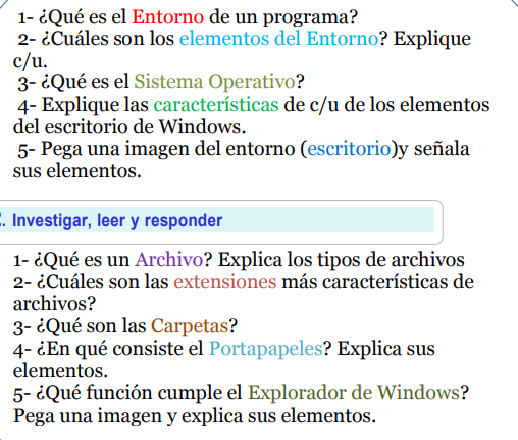 1- ¿Qué es el Entorno de un programa?
2- ¿Cuáles son los elementos del Entorno? Explique
c/u.
3- ¿Qué es el Sistema Operativo?
4- Explique las características de c/u de los elementos
del escritorio de Windows.
5- Pega una imagen del entorno (escritorio)y señala
sus elementos.
. Investigar, leer y responder
1- ¿Qué es un Archivo? Explica los tipos de archivos
2- ¿Cuáles son las extensiones más características de
archivos?
3- ¿Qué son las Carpetas?
4- ¿En qué consiste el Portapapeles? Explica sus
elementos.
5- ¿Qué función cumple el Explorador de Windows?
Pega una imagen y explica sus elementos.